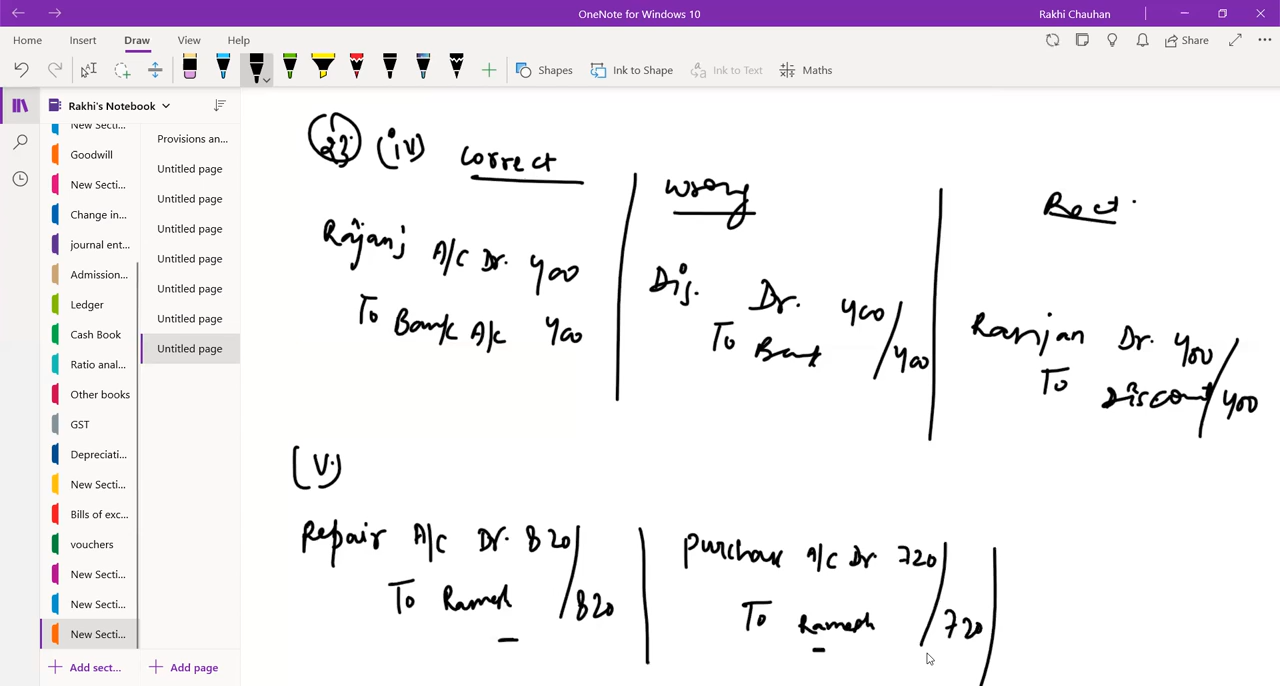 OneNote for Windows 10
Rakhi Chauhan
Home Insert Draw View Help
Share
Shapes Ink to Shape Ink to Text Maths
Rakhi's Notebook
New Secti...
Goodwill
New Secti...
Change in...
journal ent...
Admission...
Ledger
Cash Book
Ratio anal...
Other books
GST
Depreciati...
New Secti...
Bills of exc...
vouchers
New Secti...
New Secti...
New Secti...
Add sect...
Provisions an...
Untitled page
Untitled page
Untitled page
Untitled page
Untitled page
Untitled page
Untitled page
Add page
(iv) Correct
Ranjan A/C Dr. 400
To Bank A/C 400
Wrong
Dis. Dr. 400
To Bank 400
Rect.
Ranjan Dr. 400
To Discount 400
(V)
Repair A/C Dr. 820
To Ramesh 820
Purchase A/C Dr 720
To Ramesh 720